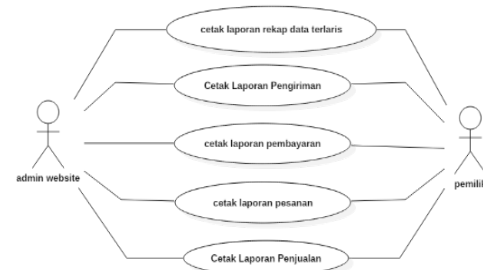 cetak laporan rekap data terlaris
Cetak Laporan Pengiriman
cetak laporan pembayaran
admin website
pemilik
cetak laporan pesanan
Cetak Laporan Penjualan